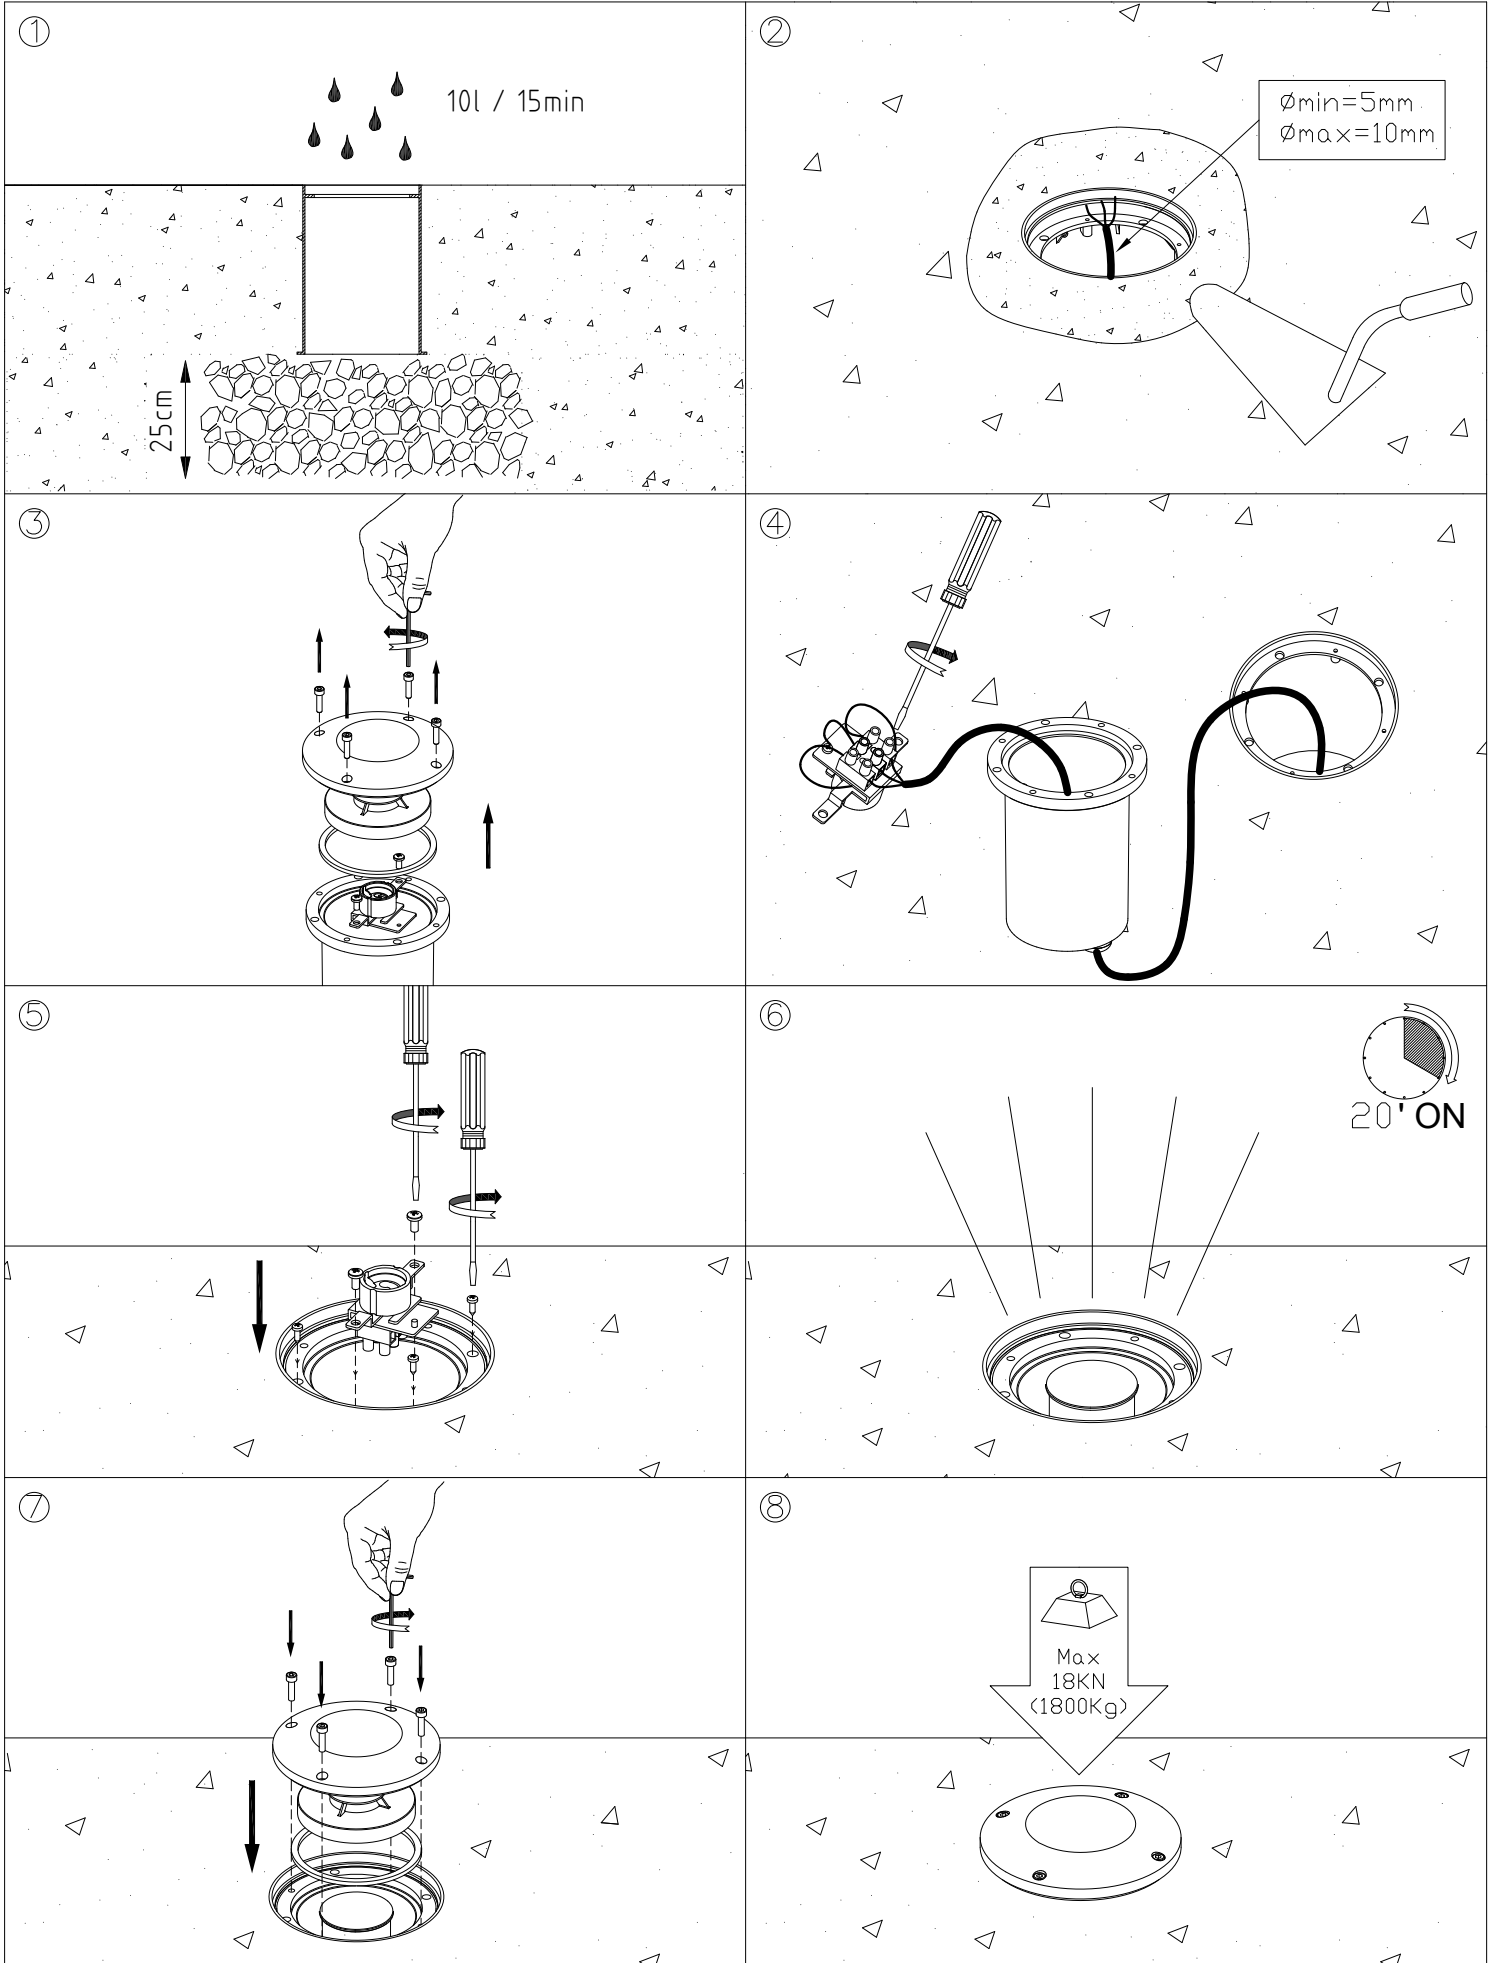 1
10l / 15min
25cm
2
Ømin=5mm
Ømax=10mm
3
4
5
6
20' ON
7
8
Max
18KN
(1800Kg)